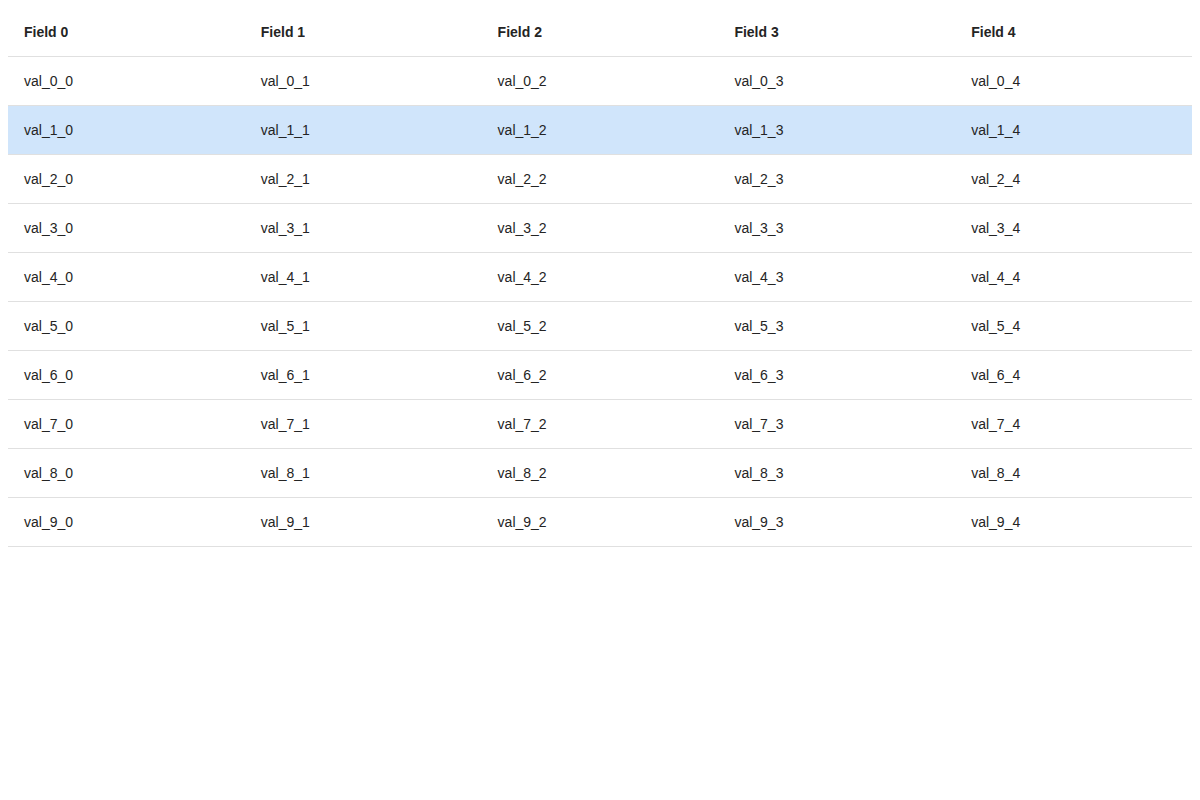 Field 0 Field 1 Field 2 Field 3 Field 4
val_0_0 val_0_1 val_0_2 val_0_3 val_0_4
val_1_0 val_1_1 val_1_2 val_1_3 val_1_4
val_2_0 val_2_1 val_2_2 val_2_3 val_2_4
val_3_0 val_3_1 val_3_2 val_3_3 val_3_4
val_4_0 val_4_1 val_4_2 val_4_3 val_4_4
val_5_0 val_5_1 val_5_2 val_5_3 val_5_4
val_6_0 val_6_1 val_6_2 val_6_3 val_6_4
val_7_0 val_7_1 val_7_2 val_7_3 val_7_4
val_8_0 val_8_1 val_8_2 val_8_3 val_8_4
val_9_0 val_9_1 val_9_2 val_9_3 val_9_4